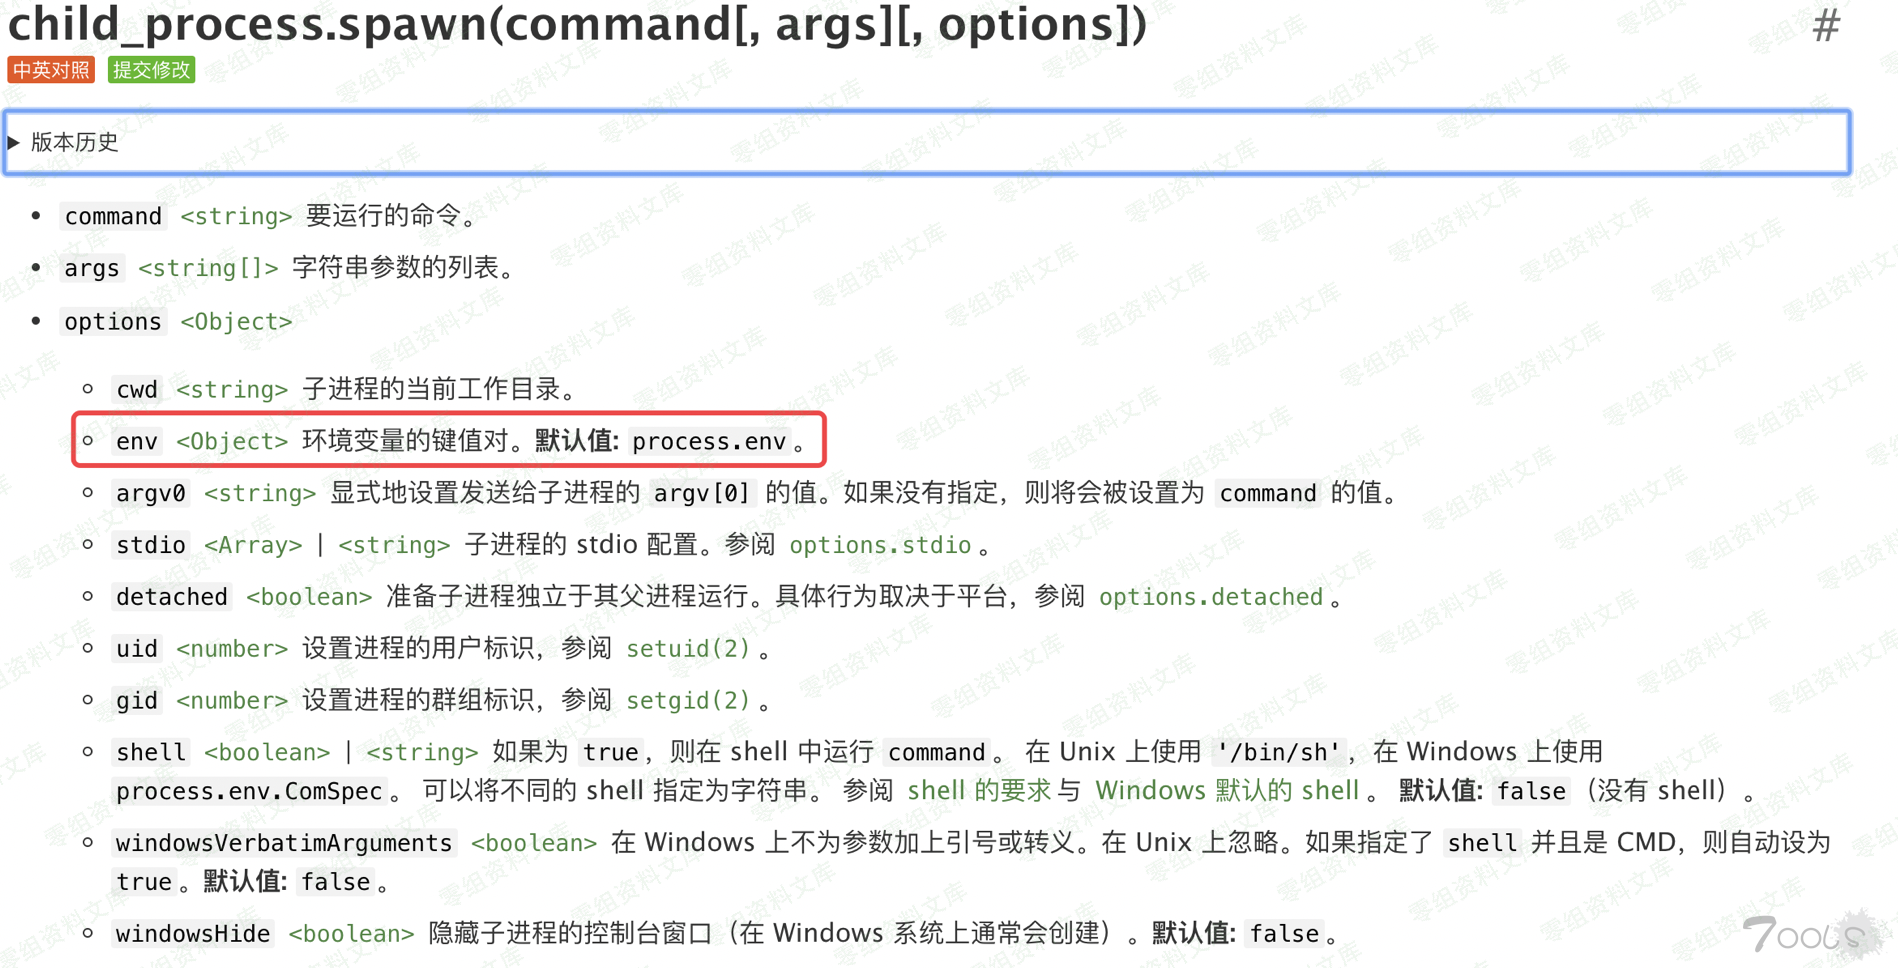 child_process.spawn(command[, args][, options])
#
中英对照 提交修改
▶ 版本历史
• command <string> 要运行的命令。
• args <string[]> 字符串参数的列表。
• options <Object>
◦ cwd <string> 子进程的当前工作目录。
◦ env <Object> 环境变量的键值对。默认值: process.env。
◦ argv0 <string> 显式地设置发送给子进程的 argv[0] 的值。如果没有指定，则将会被设置为 command 的值。
◦ stdio <Array> | <string> 子进程的 stdio 配置。参阅 options.stdio。
◦ detached <boolean> 准备子进程独立于其父进程运行。具体行为取决于平台，参阅 options.detached。
◦ uid <number> 设置进程的用户标识，参阅 setuid(2)。
◦ gid <number> 设置进程的群组标识，参阅 setgid(2)。
◦ shell <boolean> | <string> 如果为 true，则在 shell 中运行 command。 在 Unix 上使用 '/bin/sh'，在 Windows 上使用
process.env.ComSpec。 可以将不同的 shell 指定为字符串。 参阅 shell 的要求与 Windows 默认的 shell。 默认值: false（没有 shell）。
◦ windowsVerbatimArguments <boolean> 在 Windows 上不为参数加上引号或转义。在 Unix 上忽略。如果指定了 shell 并且是 CMD，则自动设为
true。默认值: false。
◦ windowsHide <boolean> 隐藏子进程的控制台窗口（在 Windows 系统上通常会创建）。默认值: false。
零组资料文库
7ools